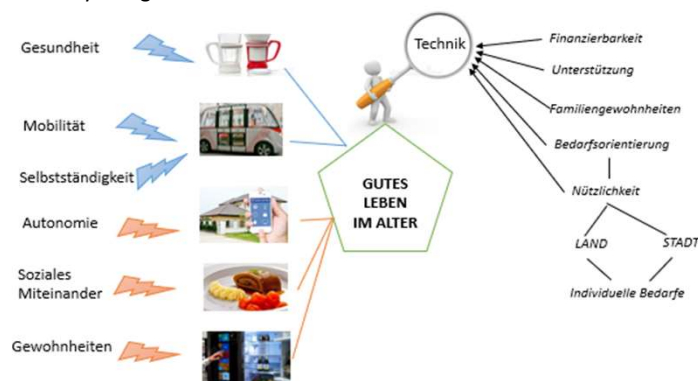 Gesundheit
Mobilität
Selbstständigkeit
Autonomie
Soziales
Miteinander
Gewohnheiten
GUTES
LEBEN
IM ALTER
Technik
Finanzierbarkeit
Unterstützung
Familiengewohnheiten
Bedarfsorientierung
Nützlichkeit
LAND
STADT
Individuelle Bedarfe